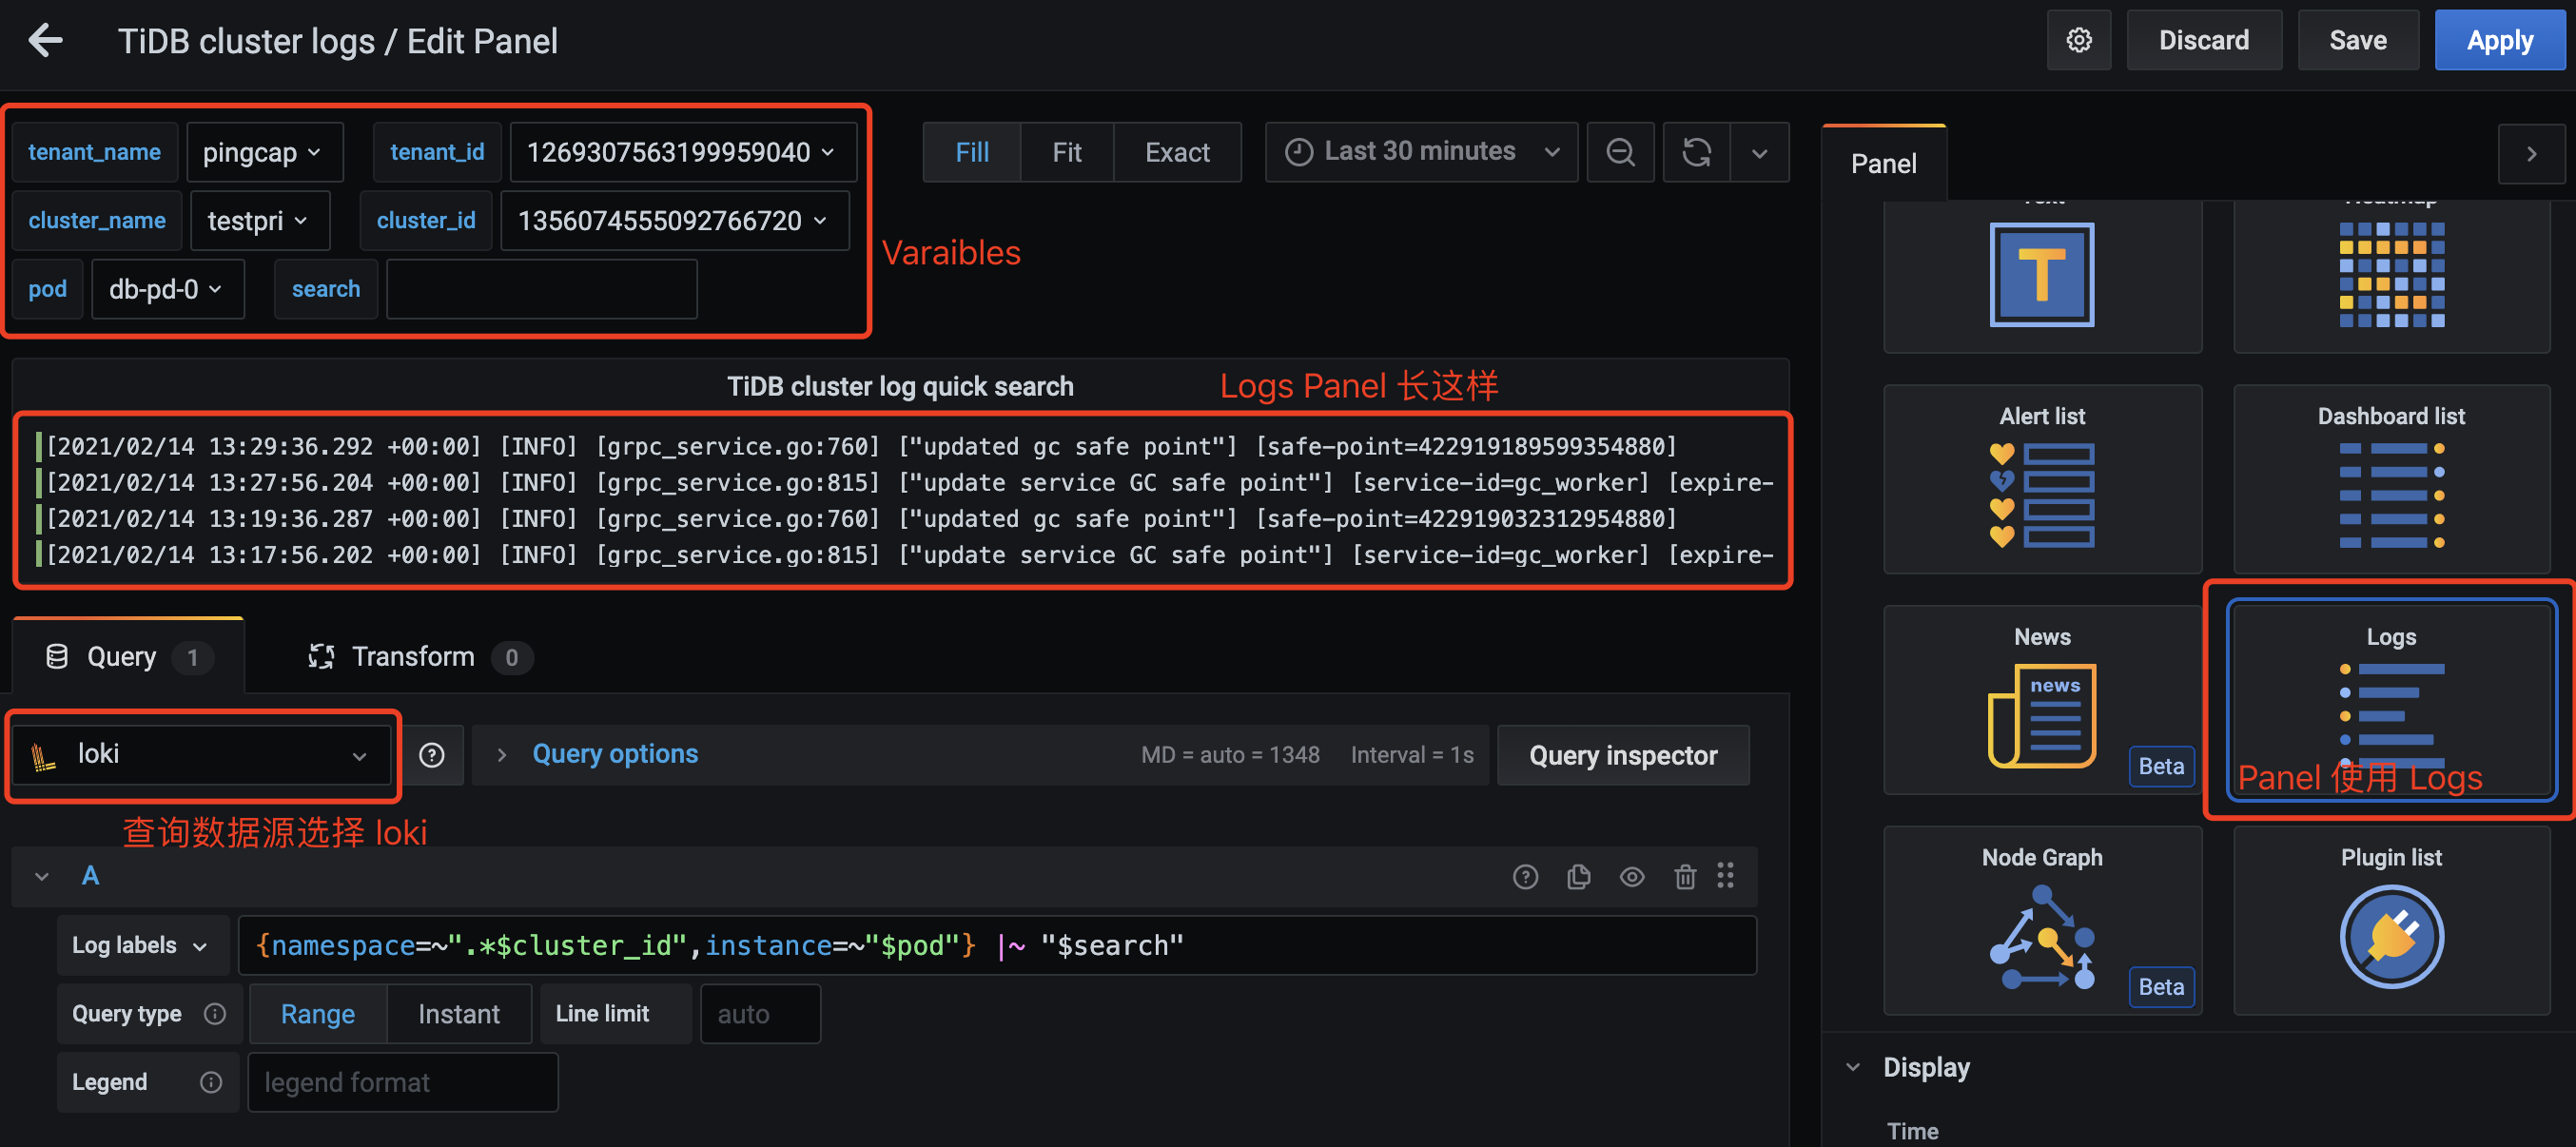 TiDB cluster logs / Edit Panel
Discard
Save
Apply
tenant_name pingcap tenant_id 1269307563199959040
cluster_name testpri cluster_id 1356074555092766720
pod db-pd-0 search
Varaibles
Fill Fit Exact
Last 30 minutes
TiDB cluster log quick search
Logs Panel 长这样
[2021/02/14 13:29:36.292 +00:00] [INFO] [grpc_service.go:760] ["updated gc safe point"] [safe-point=422919189599354880]
[2021/02/14 13:27:56.204 +00:00] [INFO] [grpc_service.go:815] ["update service GC safe point"] [service-id=gc_worker] [expire-
[2021/02/14 13:19:36.287 +00:00] [INFO] [grpc_service.go:760] ["updated gc safe point"] [safe-point=422919032312954880]
[2021/02/14 13:17:56.202 +00:00] [INFO] [grpc_service.go:815] ["update service GC safe point"] [service-id=gc_worker] [expire-
Query 1 Transform 0
loki
Query options MD = auto = 1348 Interval = 1s Query inspector
查询数据源选择 loki
A
Log labels {namespace=~".*$cluster_id",instance=~"$pod"} |~ "$search"
Query type Range Instant Line limit auto
Legend legend format
Panel
Text Heatmap
T
Alert list Dashboard list
News Logs
news
Beta
Panel 使用 Logs
Node Graph Plugin list
Beta
Display
Time